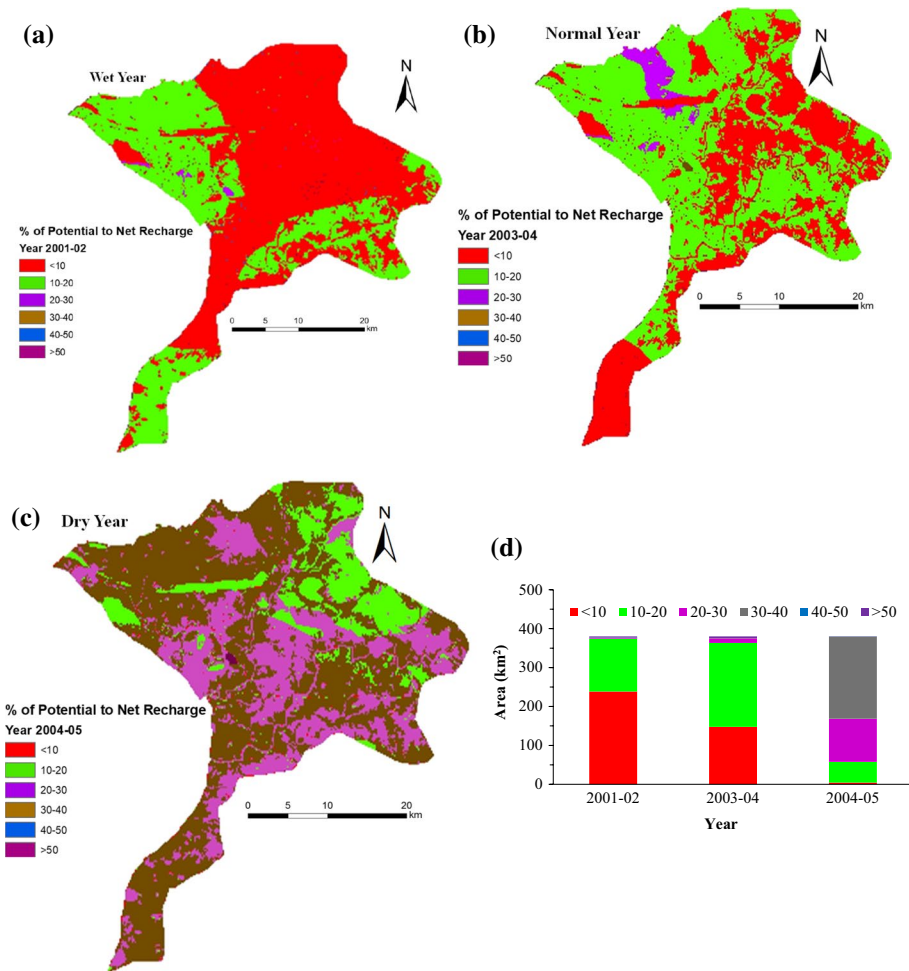 (a)
Wet Year
N
% of Potential to Net Recharge
Year 2001-02
<10
10-20
20-30
30-40
40-50
>50
0 5 10 20
km
(b)
Normal Year
N
% of Potential to Net Recharge
Year 2003-04
<10
10-20
20-30
30-40
40-50
>50
0 5 10 20
km
(c)
Dry Year
N
% of Potential to Net Recharge
Year 2004-05
<10
10-20
20-30
30-40
40-50
>50
0 5 10 20
km
(d)
500
<10 10-20 20-30 30-40 40-50 >50
400
300
200
100
0
Area (km²)
2001-02 2003-04 2004-05
Year